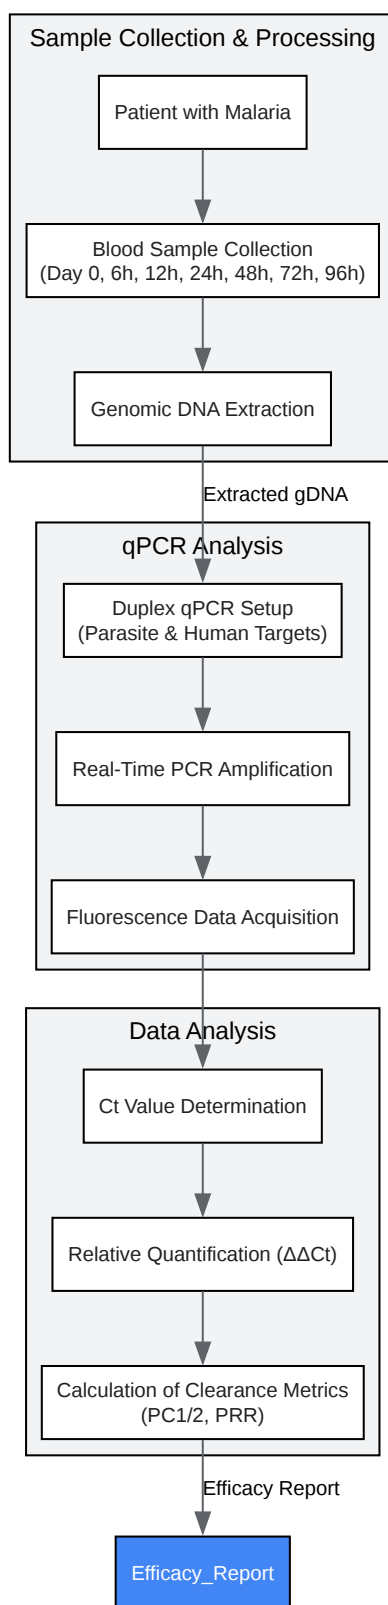 Sample Collection & Processing
Patient with Malaria
Blood Sample Collection
(Day 0, 6h, 12h, 24h, 48h, 72h, 96h)
Genomic DNA Extraction
Extracted gDNA
qPCR Analysis
Duplex qPCR Setup
(Parasite & Human Targets)
Real-Time PCR Amplification
Fluorescence Data Acquisition
Data Analysis
Ct Value Determination
Relative Quantification (ΔΔCt)
Calculation of Clearance Metrics
(PC1/2, PRR)
Efficacy Report
Efficacy_Report